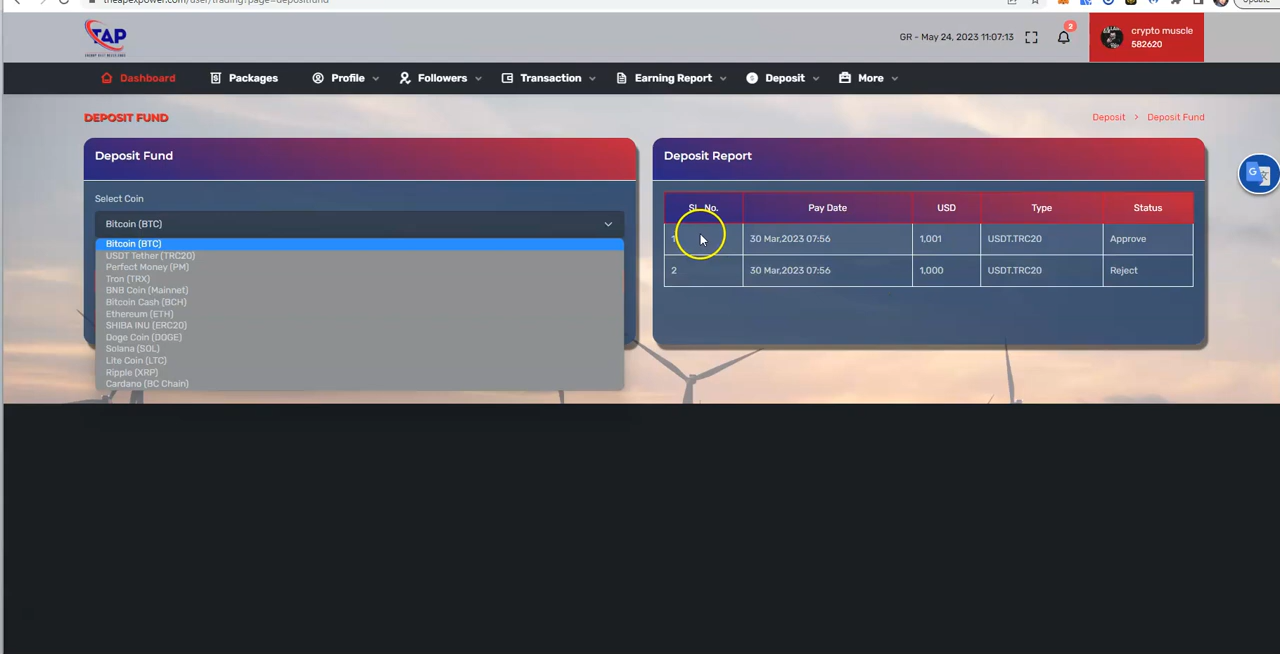 theapexpower.com/user/trading?page=depositfund
Update
TAP
GR - May 24, 2023 11:07:13
2
crypto muscle
582620
Dashboard
Packages
Profile
Followers
Transaction
Earning Report
Deposit
More
DEPOSIT FUND
Deposit > Deposit Fund
Deposit Fund
Select Coin
Bitcoin (BTC)
Bitcoin (BTC)
USDT Tether (TRC20)
Perfect Money (PM)
Tron (TRX)
BNB Coin (Mainnet)
Bitcoin Cash (BCH)
Ethereum (ETH)
SHIBA INU (ERC20)
Doge Coin (DOGE)
Solana (SOL)
Lite Coin (LTC)
Ripple (XRP)
Cardano (BC Chain)
Deposit Report
SL. No. Pay Date USD Type Status
1 30 Mar,2023 07:56 1,001 USDT.TRC20 Approve
2 30 Mar,2023 07:56 1,000 USDT.TRC20 Reject